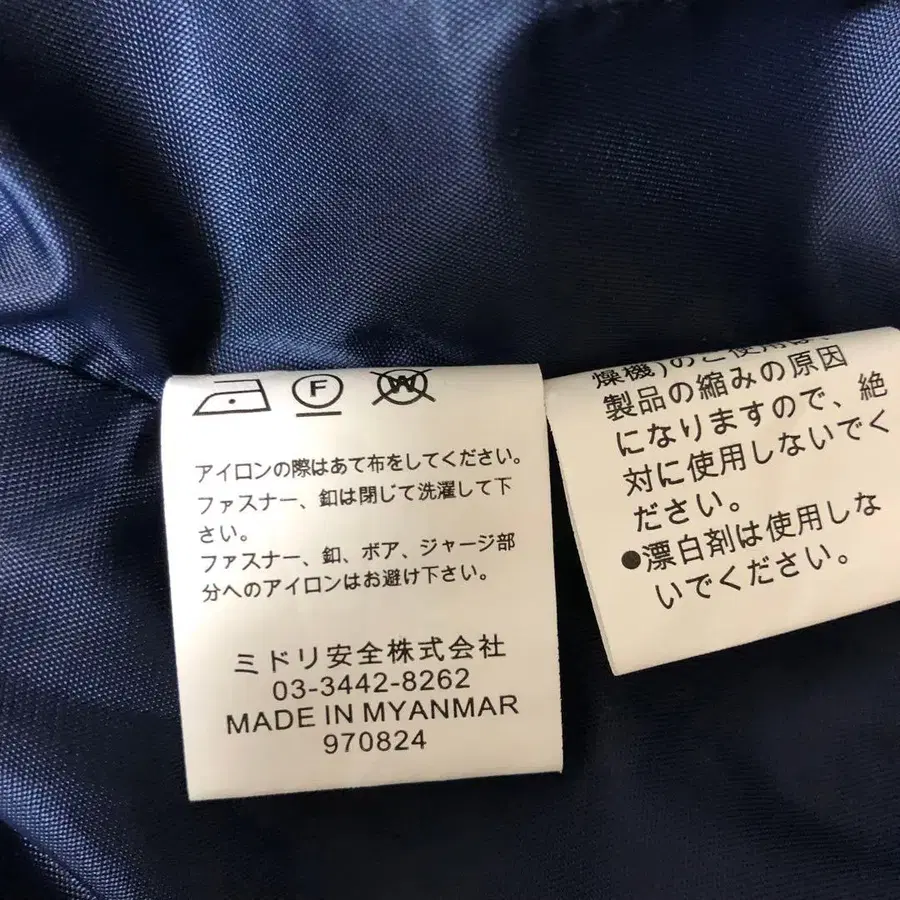 F
W
アイロンの際はあて布をしてください。
ファスナー、釦は閉じて洗濯して下
さい。
ファスナー、釦、ボア、ジャージ部
分へのアイロンはお避け下さい。
ミドリ安全株式会社
03-3442-8262
MADE IN MYANMAR
970824
燥機)のご使用は、
製品の縮みの原因
になりますので、絶
対に使用しないでく
ださい。
●漂白剤は使用しな
いでください。